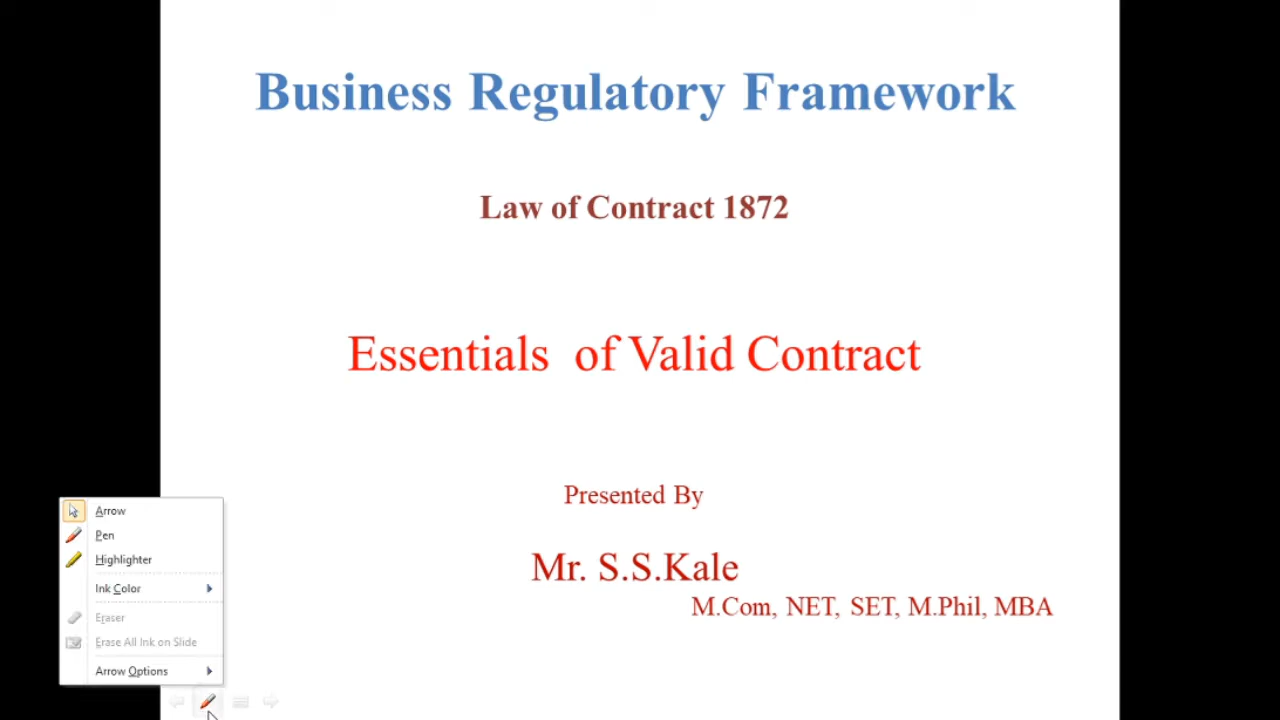 Business Regulatory Framework
Law of Contract 1872
Essentials of Valid Contract
Presented By
Mr. S.S.Kale
M.Com, NET, SET, M.Phil, MBA
Arrow
Pen
Highlighter
Ink Color
Eraser
Erase All Ink on Slide
Arrow Options